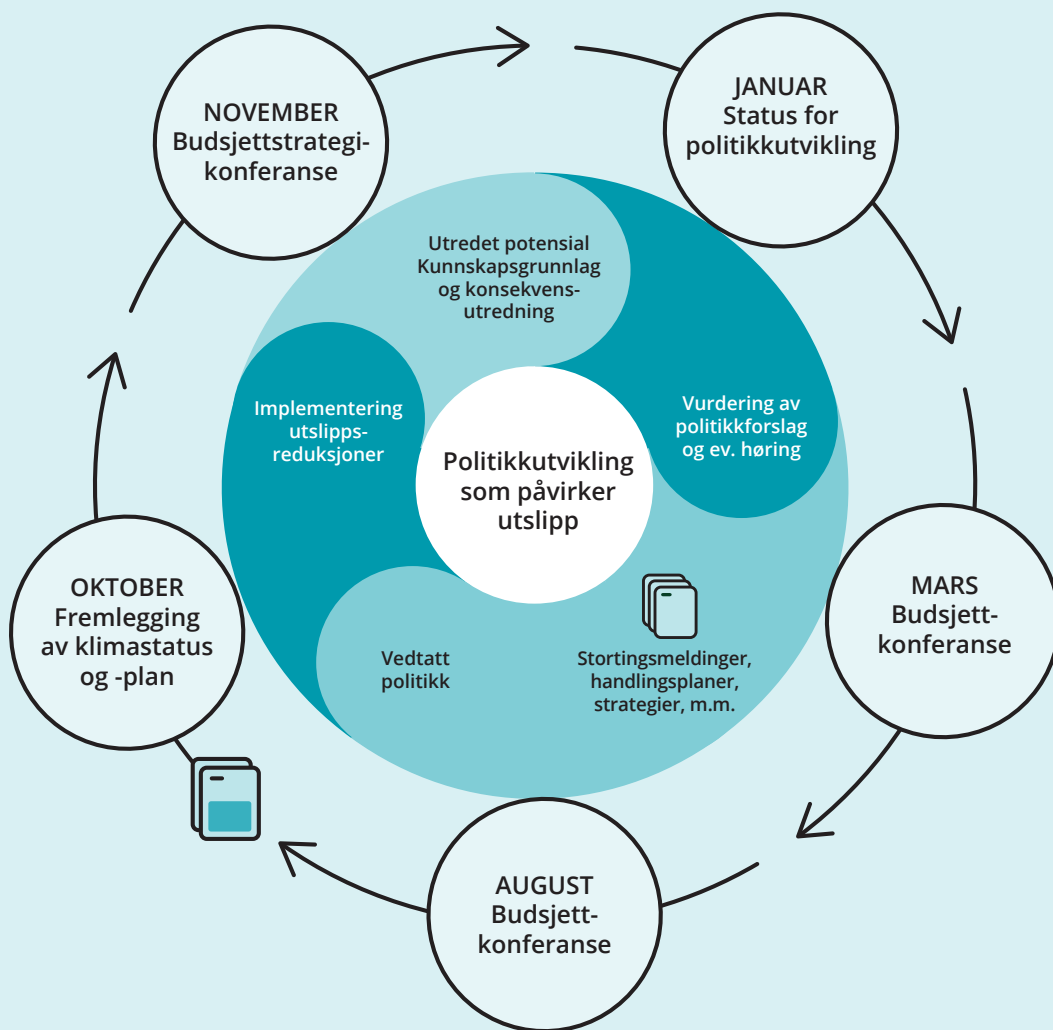 NOVEMBER
Budsjettstrategi-
konferanse
JANUAR
Status for
politikkutvikling
Utredet potensial
Kunnskapsgrunnlag
og konsekvens-
utredning
Implementering
utslipps-
reduksjoner
Vurdering av
politikkforslag
og ev. høring
Politikkutvikling
som påvirker
utslipp
OKTOBER
Fremlegging
av klimastatus
og -plan
MARS
Budsjett-
konferanse
Vedtatt
politikk
Stortingsmeldinger,
handlingsplaner,
strategier, m.m.
AUGUST
Budsjett-
konferanse